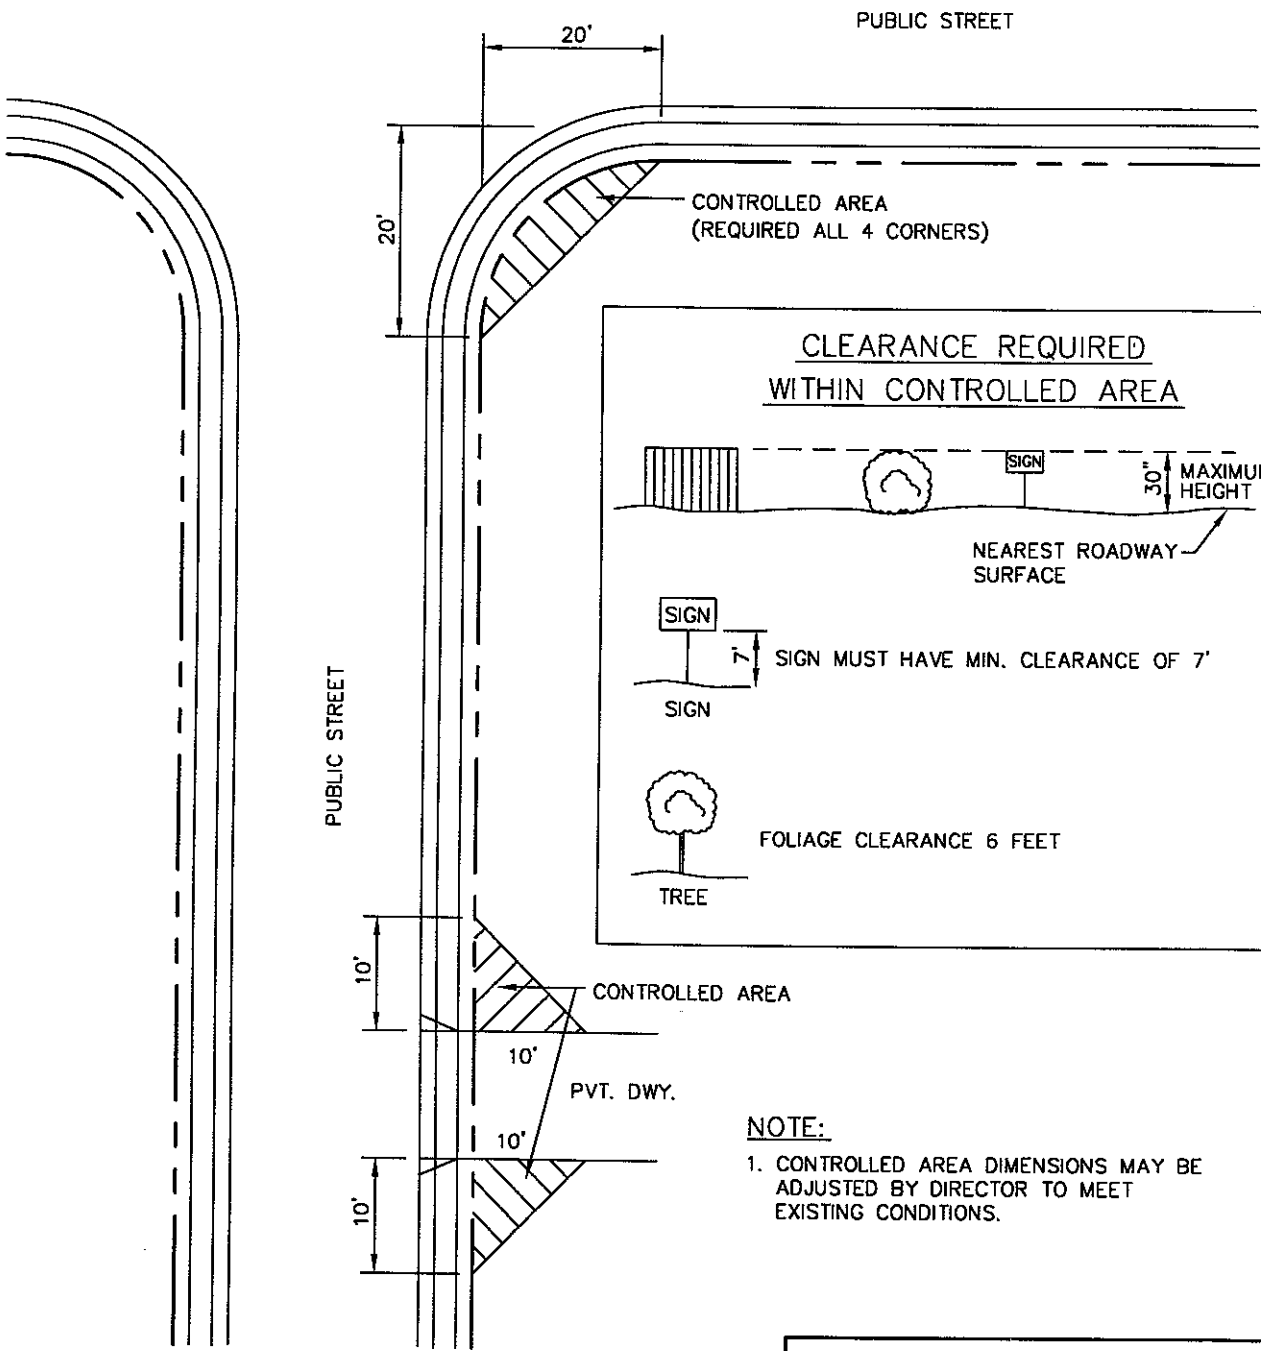 PUBLIC STREET
20'
20'
CONTROLLED AREA
(REQUIRED ALL 4 CORNERS)
CLEARANCE REQUIRED
WITHIN CONTROLLED AREA
SIGN
30"
MAXIMU
HEIGHT
NEAREST ROADWAY
SURFACE
SIGN
7'
SIGN MUST HAVE MIN. CLEARANCE OF 7'
SIGN
PUBLIC STREET
FOLIAGE CLEARANCE 6 FEET
TREE
10'
CONTROLLED AREA
10'
PVT. DWY.
10'
10'
NOTE:
1. CONTROLLED AREA DIMENSIONS MAY BE
ADJUSTED BY DIRECTOR TO MEET
EXISTING CONDITIONS.